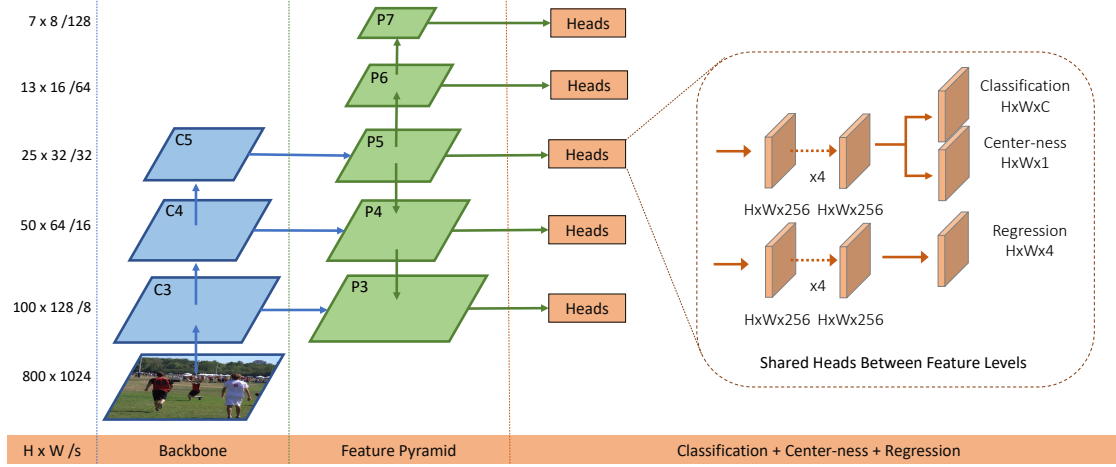 7 x 8 /128
P7
Heads
13 x 16 /64
P6
Heads
25 x 32 /32
C5
P5
Heads
50 x 64 /16
C4
P4
Heads
100 x 128 /8
C3
P3
Heads
800 x 1024
Classification
HxWxC
Center-ness
HxWx1
x4
HxWx256 HxWx256
Regression
HxWx4
x4
HxWx256 HxWx256
Shared Heads Between Feature Levels
H x W /s Backbone Feature Pyramid Classification + Center-ness + Regression